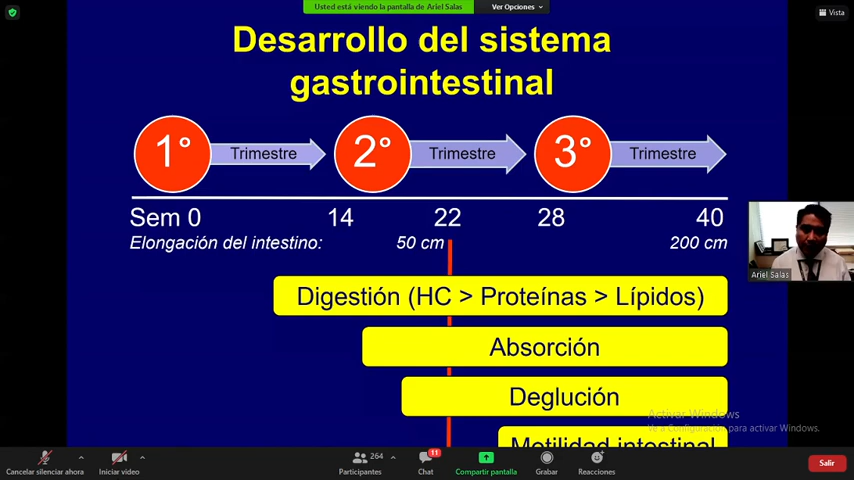 Usted está viendo la pantalla de Ariel Salas
Ver Opciones
Vista
Desarrollo del sistema
gastrointestinal
1° Trimestre 2° Trimestre 3° Trimestre
Sem 0 14 22 28 40
Elongación del intestino: 50 cm 200 cm
Ariel Salas
Digestión (HC > Proteínas > Lípidos)
Absorción
Deglución
Activar Windows
Ve a Configuración para activar Windows.
Motilidad intestinal
264
11
Cancelar silenciar ahora
Iniciar video
Participantes
Chat
Compartir pantalla
Grabar
Reacciones
Salir